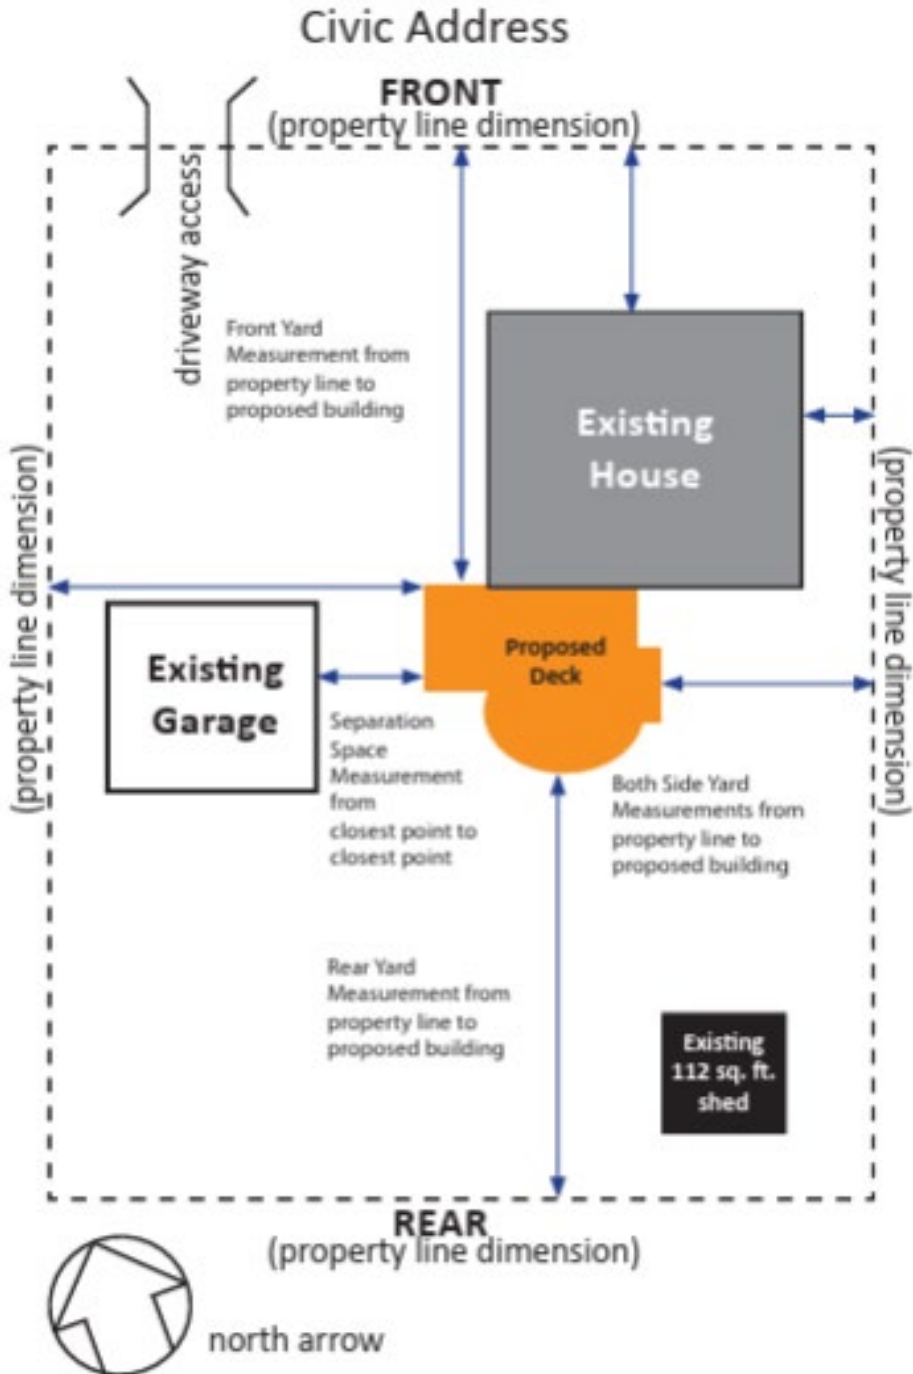 Civic Address
FRONT
(property line dimension)
driveway access
Front Yard
Measurement from
property line to
proposed building
Existing
House
(property line dimension)
(property line dimension)
Existing
Garage
Proposed
Deck
Separation
Space
Measurement
from
closest point to
closest point
Both Side Yard
Measurements from
property line to
proposed building
Rear Yard
Measurement from
property line to
proposed building
Existing
112 sq. ft.
shed
REAR
(property line dimension)
north arrow